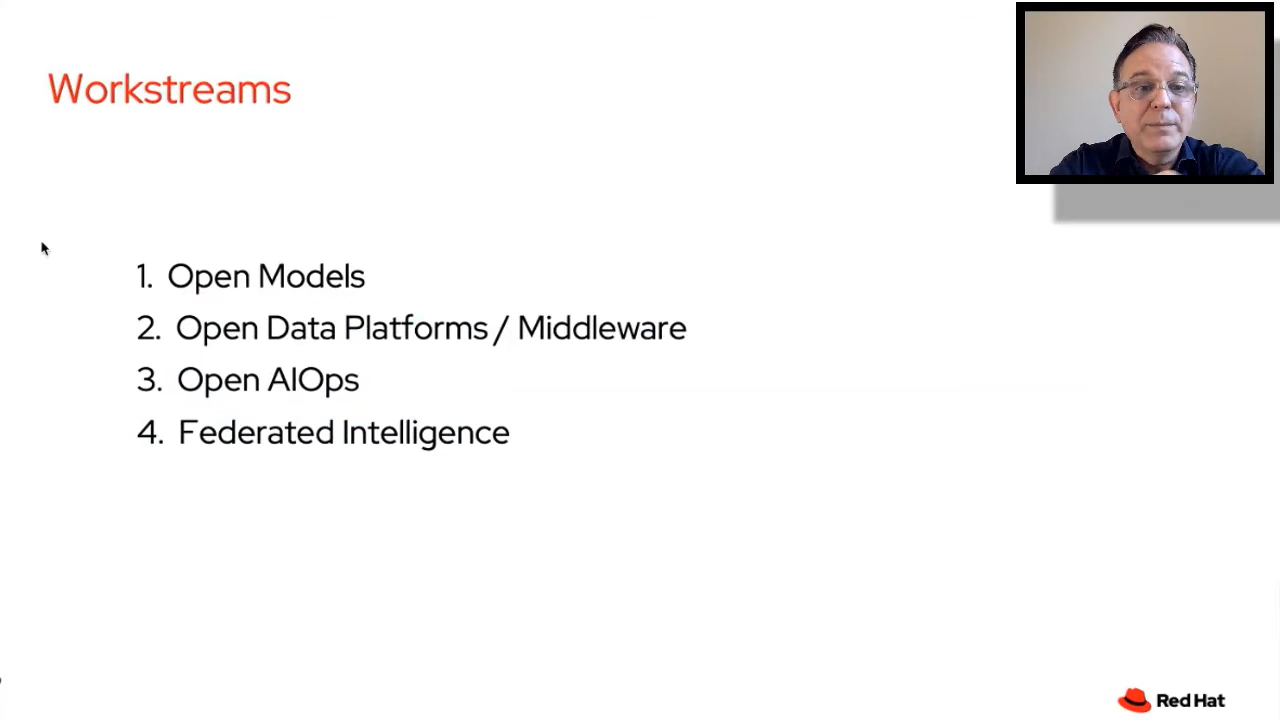 Workstreams
1. Open Models
2. Open Data Platforms / Middleware
3. Open AIOps
4. Federated Intelligence
Red Hat